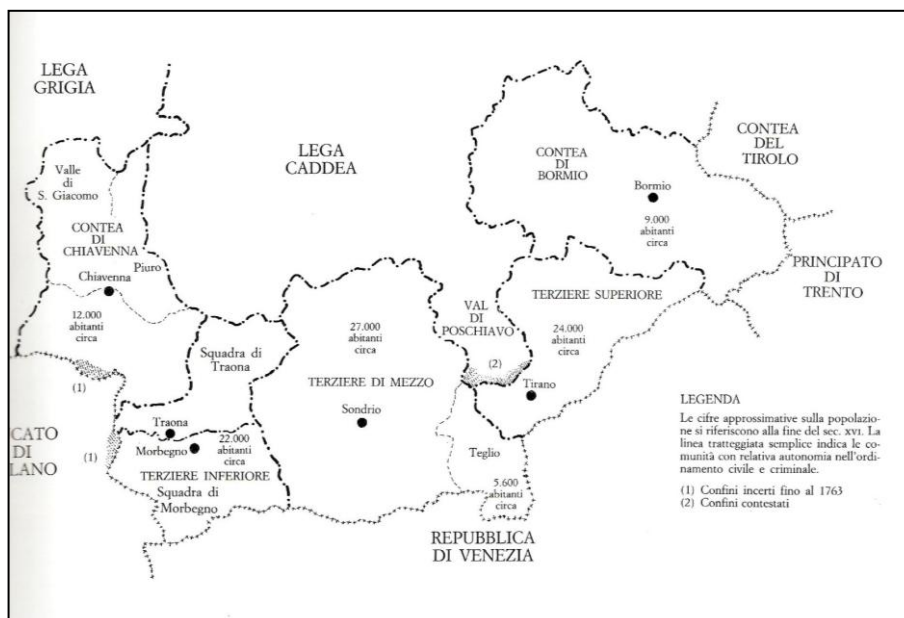 LEGA
GRIGIA
LEGA
CADDEA
CONTEA
DEL
TIROLO
Valle
di
S. Giacomo
CONTEA
DI
BORMIO
Bormio
9.000
abitanti
circa
CONTEA
DI
CHIAVENNA
Piuro
Chiavenna
12.000
abitanti
circa
PRINCIPATO
DI
TRENTO
VAL
DI
POSCHIAVO
(2)
TERZIERE SUPERIORE
24.000
abitanti
circa
Tirano
27.000
abitanti
circa
TERZIERE DI MEZZO
Sondrio
Squadra di
Traona
(1)
CATO
DI
LANO
(1)
Traona
Morbegno
22.000
abitanti
circa
TERZIERE INFERIORE
Squadra di
Morbegno
Teglio
5.600
abitanti
circa
REPUBBLICA
DI VENEZIA
LEGENDA
Le cifre approssimative sulla popolazio-
ne si riferiscono alla fine del sec. XVI. La
linea tratteggiata semplice indica le co-
munità con relativa autonomia nell'ordi-
namento civile e criminale.
(1) Confini incerti fino al 1763
(2) Confini contestati